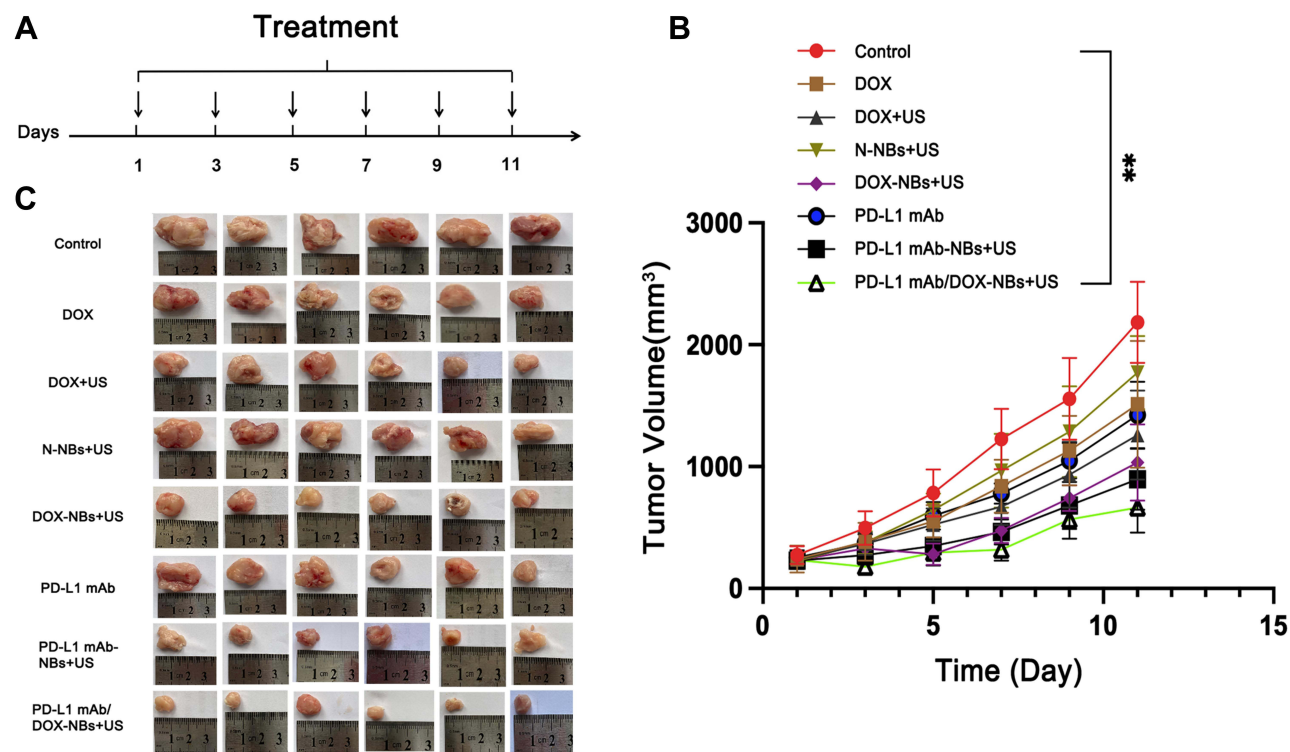 A
Treatment
Days
1 3 5 7 9 11
B
Control
DOX
DOX+US
N-NBs+US
DOX-NBs+US
PD-L1 mAb
PD-L1 mAb-NBs+US
PD-L1 mAb/DOX-NBs+US
**
3000
2000
1000
0
Tumor Volume(mm³)
0 5 10 15
Time (Day)
C
Control
DOX
DOX+US
N-NBs+US
DOX-NBs+US
PD-L1 mAb
PD-L1 mAb-
NBs+US
PD-L1 mAb/
DOX-NBs+US